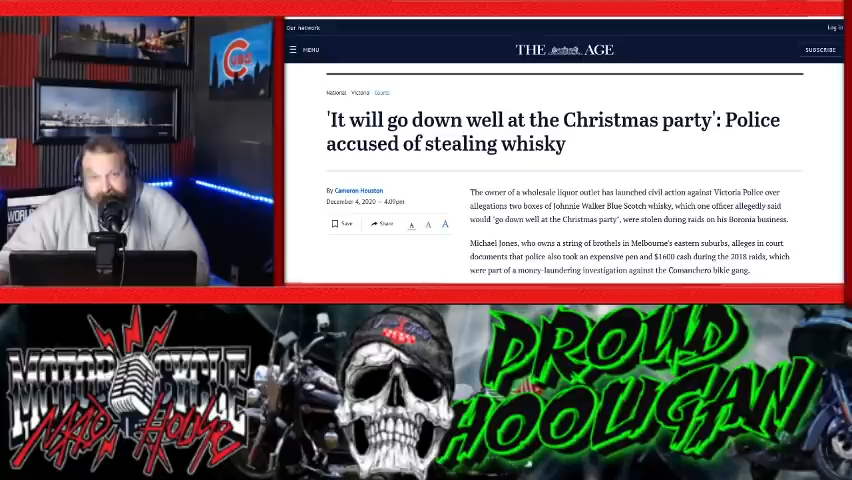 CUBS
WORLD
Our network
Log in
MENU
THE AGE
SUBSCRIBE
National Victoria Courts
'It will go down well at the Christmas party': Police
accused of stealing whisky
By Cameron Houston
December 4, 2020 — 4.09pm
Save
Share
A A A
The owner of a wholesale liquor outlet has launched civil action against Victoria Police over
allegations two boxes of Johnnie Walker Blue Scotch whisky, which one officer allegedly said
would "go down well at the Christmas party", were stolen during raids on his Boronia business.
Michael Jones, who owns a string of brothels in Melbourne's eastern suburbs, alleges in court
documents that police also took an expensive pen and $1600 cash during the 2018 raids, which
were part of a money-laundering investigation against the Comanchero bikie gang.
MOTORCYCLE
MADHOUSE
PROUD
HOOLIGAN